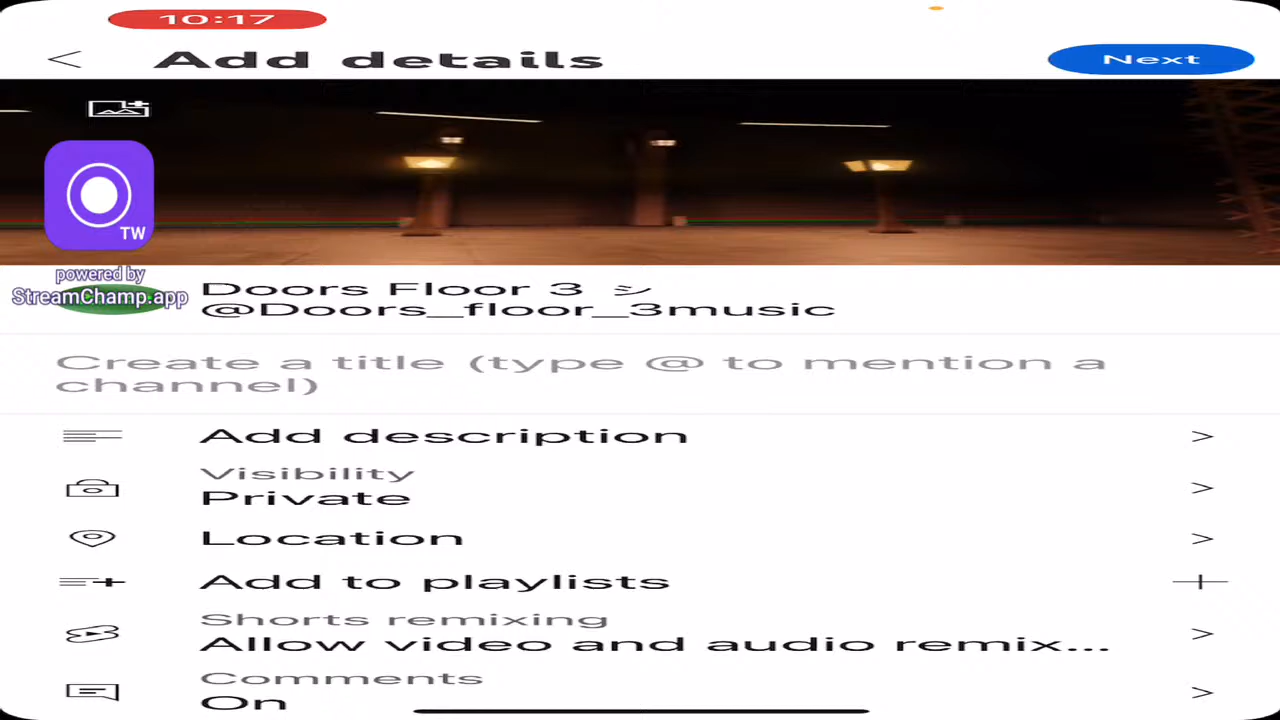 10:17
Add details
Next
TW
powered by
StreamChamp.app
Doors Floor 3 シ
@Doors_floor_3music
Create a title (type @ to mention a
channel)
Add description
Visibility
Private
Location
Add to playlists
Shorts remixing
Allow video and audio remix...
Comments
On